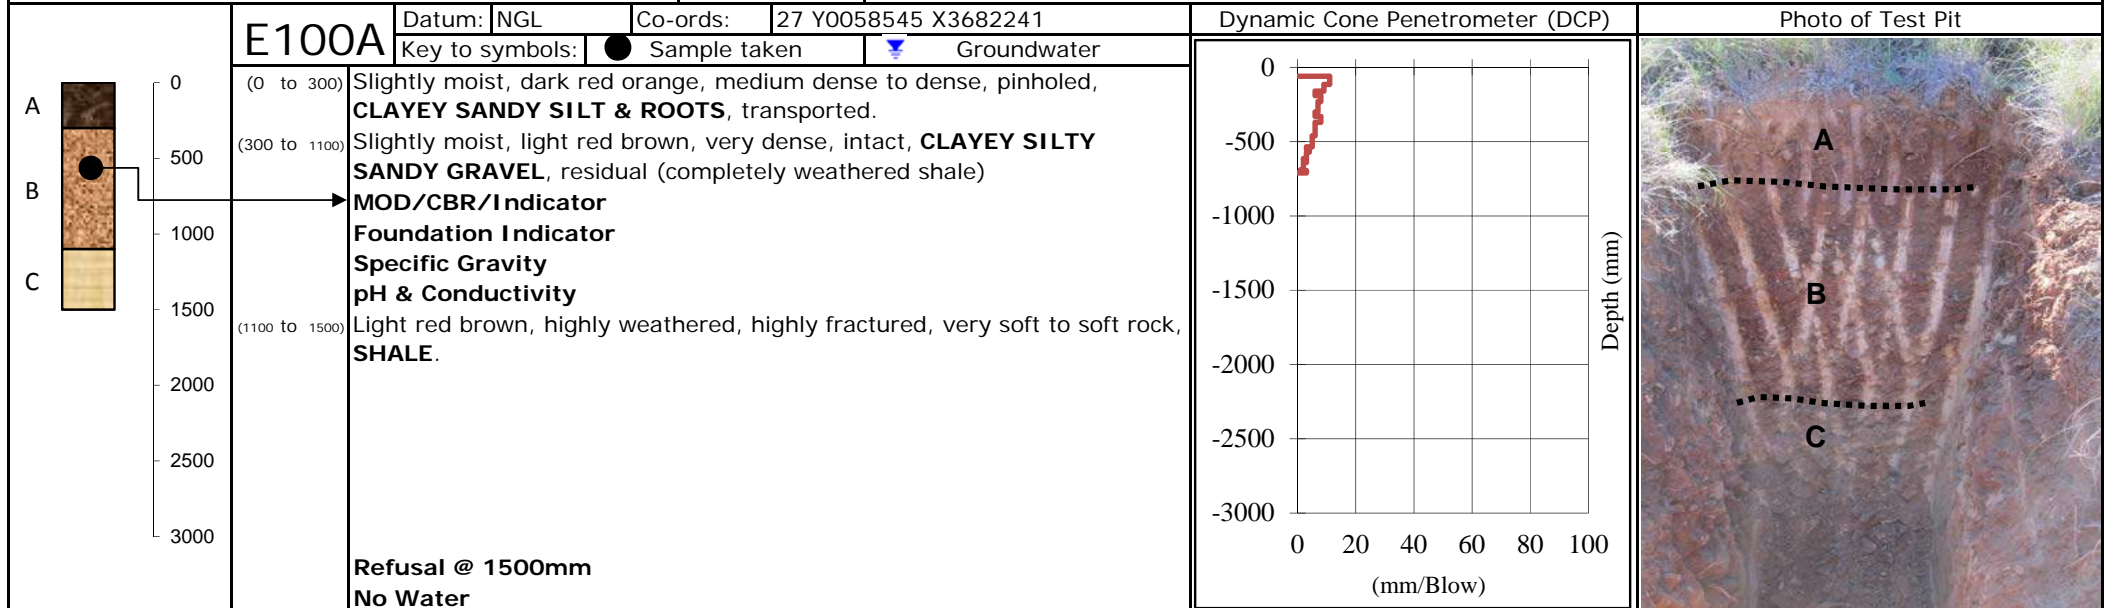 E100A
Datum: NGL Co-ords: 27 Y0058545 X3682241
Key to symbols: Sample taken Groundwater
Dynamic Cone Penetrometer (DCP)
Photo of Test Pit
A
B
C
0
500
1000
1500
2000
2500
3000
(0 to 300) Slightly moist, dark red orange, medium dense to dense, pinholed,
CLAYEY SANDY SILT & ROOTS, transported.
(300 to 1100) Slightly moist, light red brown, very dense, intact, CLAYEY SILTY
SANDY GRAVEL, residual (completely weathered shale)
MOD/CBR/Indicator
Foundation Indicator
Specific Gravity
pH & Conductivity
(1100 to 1500) Light red brown, highly weathered, highly fractured, very soft to soft rock,
SHALE.
Refusal @ 1500mm
No Water
0
-500
-1000
-1500
-2000
-2500
-3000
0 20 40 60 80 100
(mm/Blow)
Depth (mm)
A
B
C